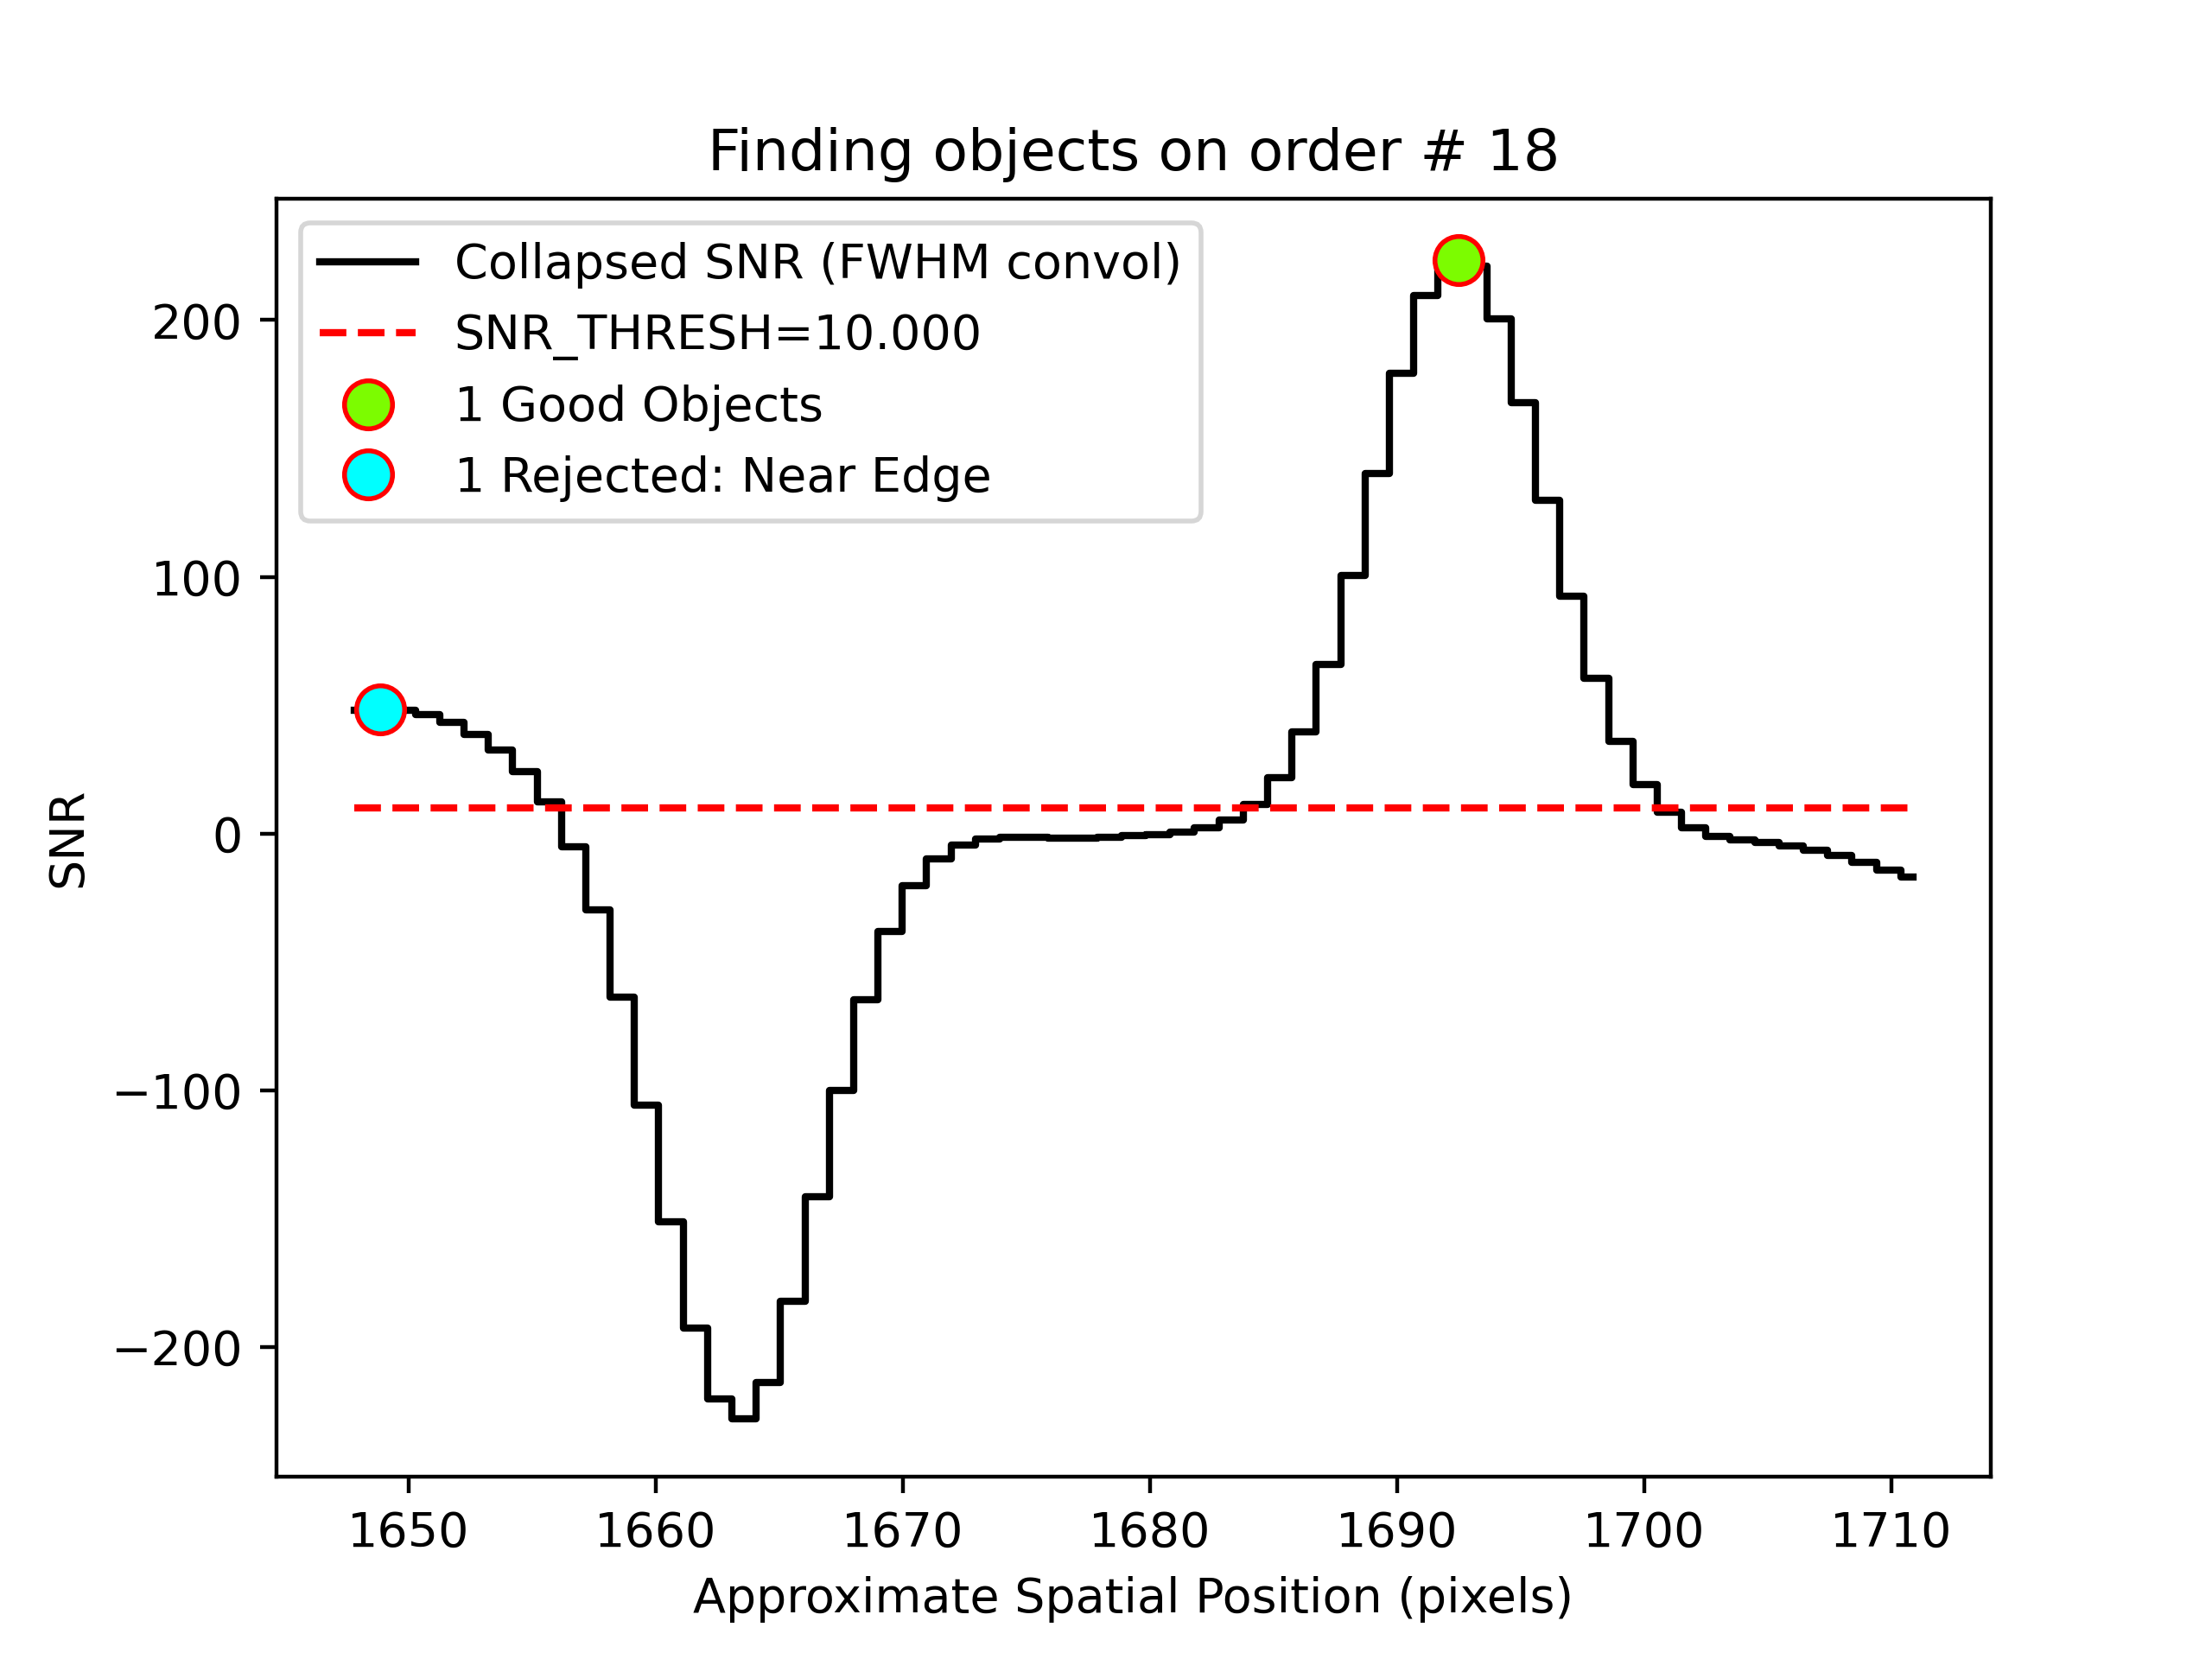 Finding objects on order # 18
Collapsed SNR (FWHM convol)
SNR_THRESH=10.000
1 Good Objects
1 Rejected: Near Edge
200
100
0
−100
−200
SNR
1650 1660 1670 1680 1690 1700 1710
Approximate Spatial Position (pixels)